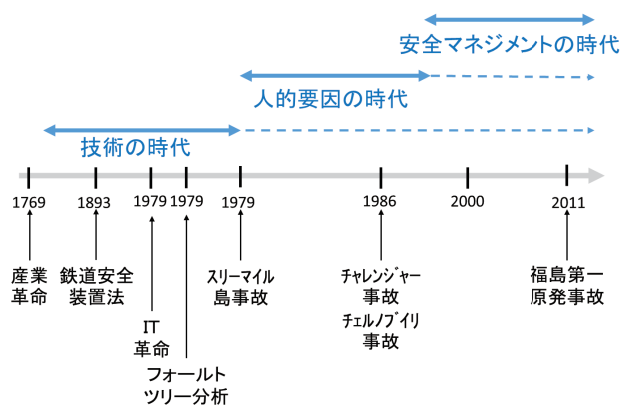 安全マネジメントの時代
人的要因の時代
技術の時代
1769
1893
1979
1979
1979
1986
2000
2011
産業
革命
鉄道安全
装置法
IT
革命
フォールト
ツリー分析
スリーマイル
島事故
チャレンジャー
事故
チェルノブイリ
事故
福島第一
原発事故